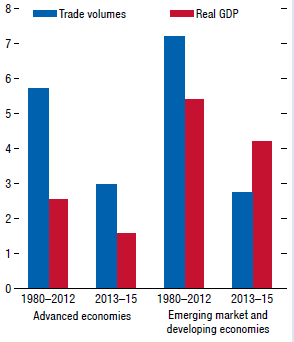 8
Trade volumes Real GDP
7
6
5
4
3
2
1
0
1980–2012 2013–15 1980–2012 2013–15
Advanced economies Emerging market and
developing economies